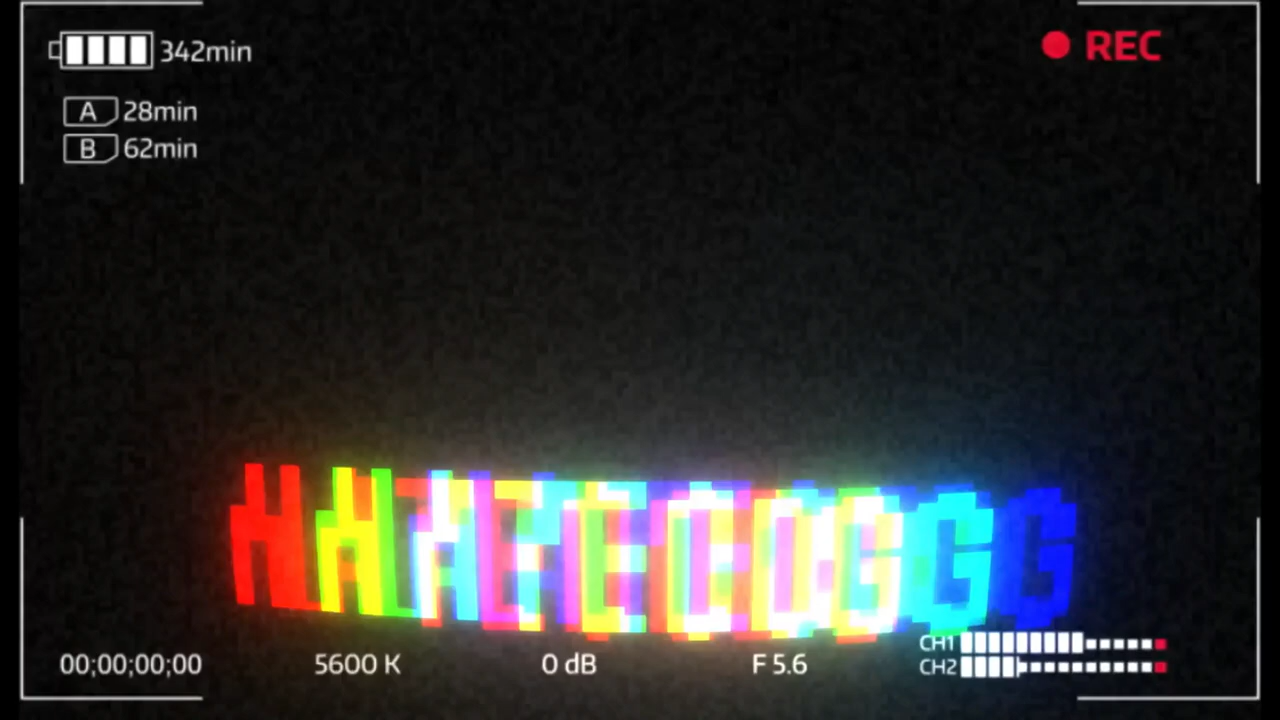 342min
REC
A 28min
B 62min
00;00;00;00
5600 K
0 dB
F 5.6
CH1
CH2